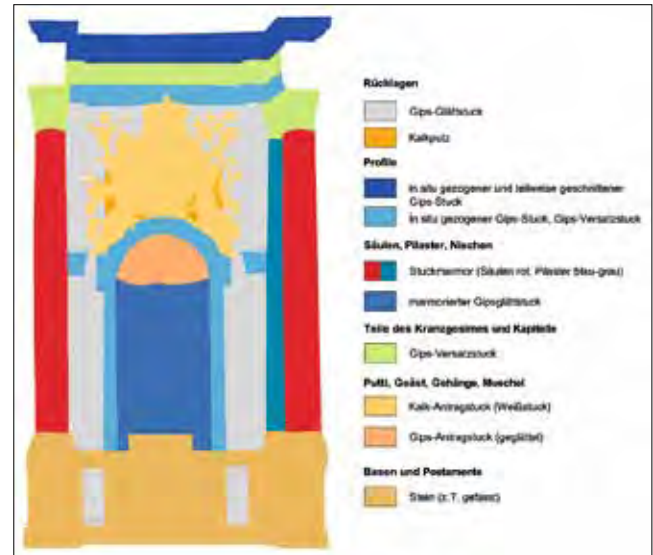 Rücklagen
Gips-Glättstuck
Kalkputz
Profile
In situ gezogener und teilweise geschnittener
Gips-Stuck
In situ gezogener Gips-Stuck, Gips-Versatzstuck
Säulen, Pilaster, Nischen
Stuckmarmor (Säulen rot, Pilaster blau-grau)
marmorierter Gipsglättstuck
Teile des Kranzgesimes und Kapitelle
Gips-Versatzstuck
Putti, Geäst, Gehänge, Muschel
Kalk-Antragstuck (Weißstuck)
Gips-Antragstuck (geglättet)
Basen und Postamente
Stein (z.T. gefasst)